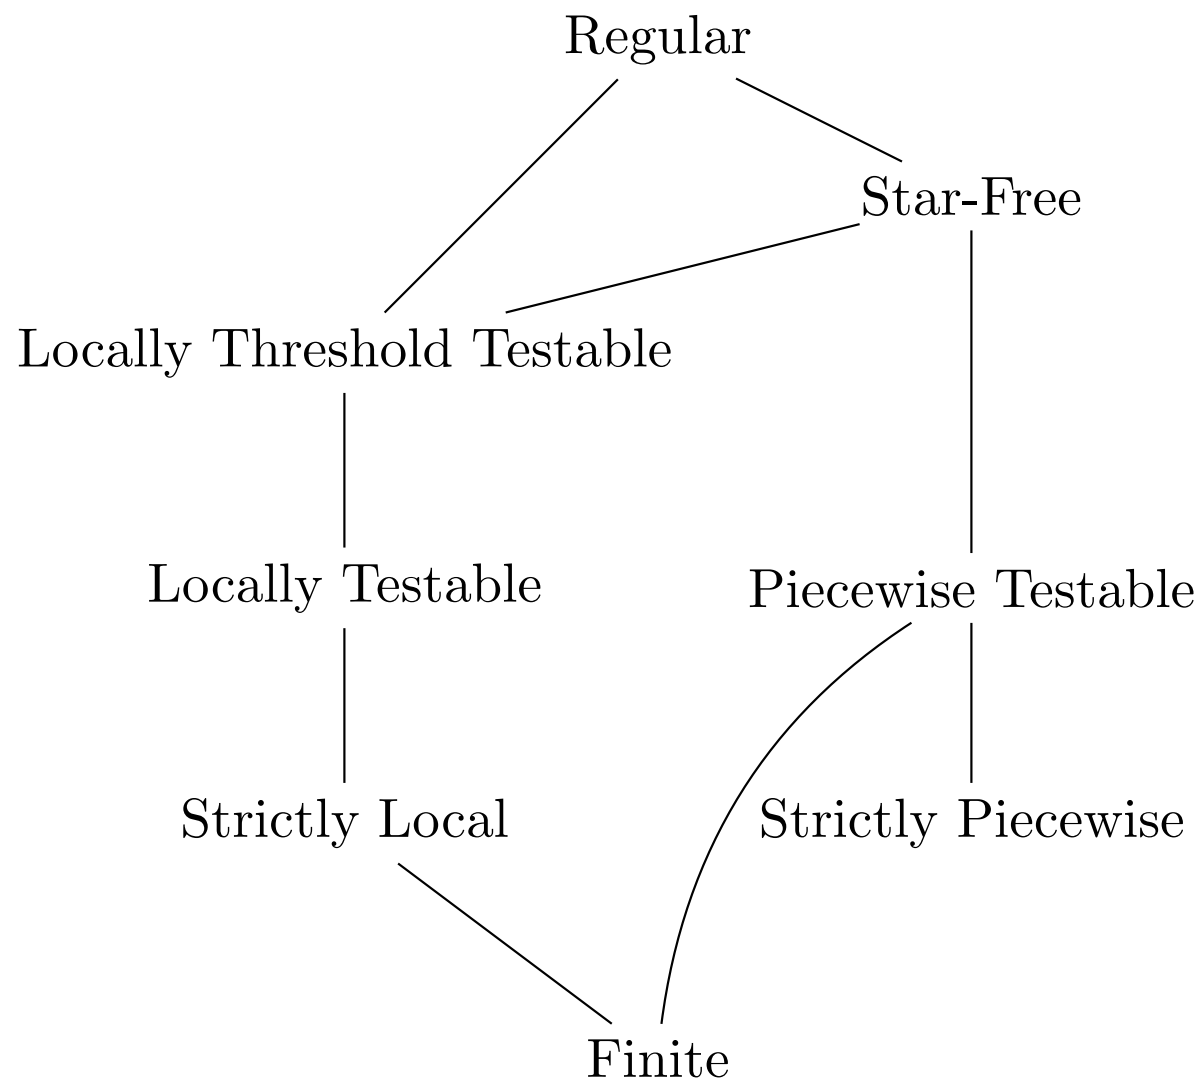 Regular
Star-Free
Locally Threshold Testable
Locally Testable
Piecewise Testable
Strictly Local
Strictly Piecewise
Finite